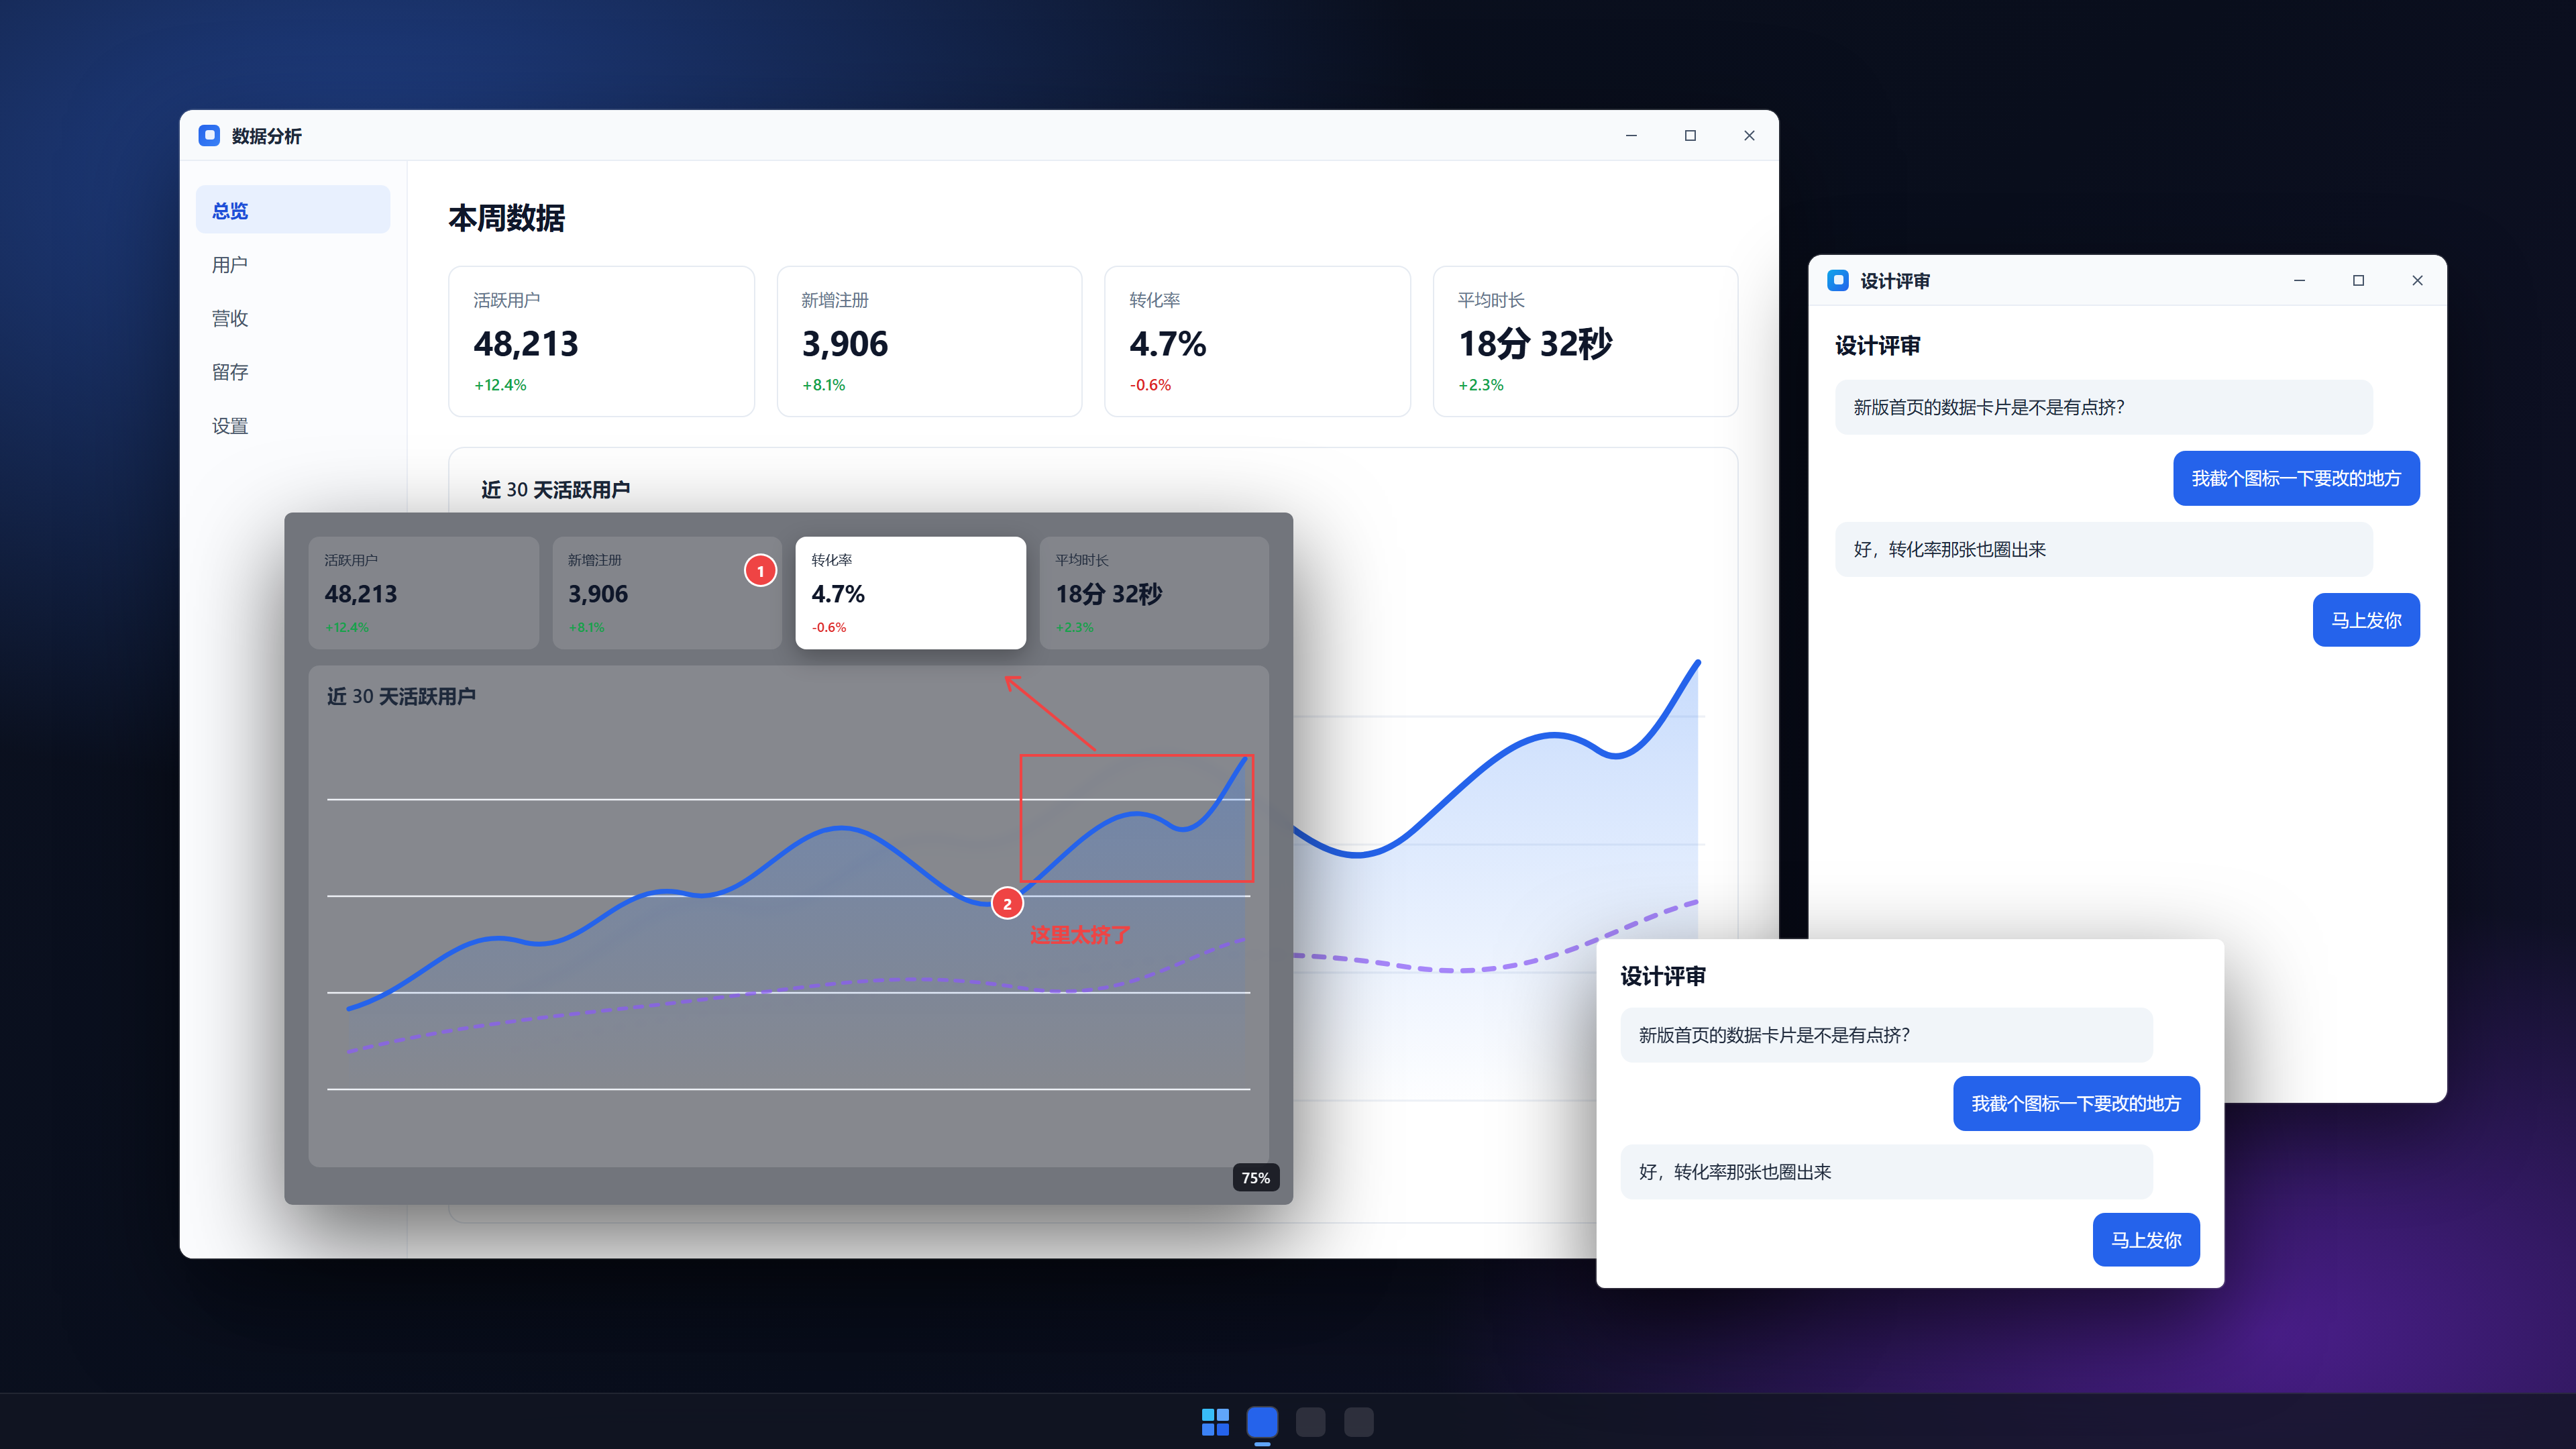 数据分析
总览
用户
营收
留存
设置
本周数据
活跃用户
48,213
+12.4%
新增注册
3,906
+8.1%
转化率
4.7%
-0.6%
平均时长
18分 32秒
+2.3%
近 30 天活跃用户
活跃用户
48,213
+12.4%
新增注册
3,906
+8.1%
1
转化率
4.7%
-0.6%
平均时长
18分 32秒
+2.3%
近 30 天活跃用户
2
这里太挤了
75%
设计评审
设计评审
新版首页的数据卡片是不是有点挤？
我截个图标一下要改的地方
好，转化率那张也圈出来
马上发你
设计评审
新版首页的数据卡片是不是有点挤？
我截个图标一下要改的地方
好，转化率那张也圈出来
马上发你